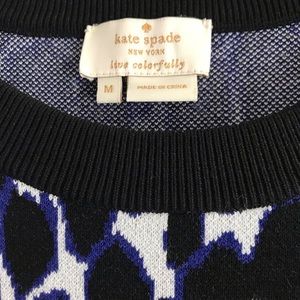 kate spade
NEW YORK
live colorfully
M
MADE IN CHINA